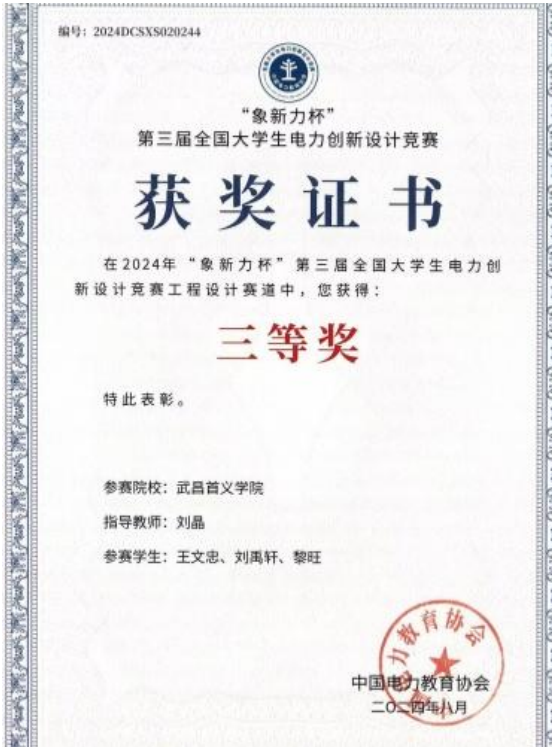 编号：2024DCSXS020244
“象新力杯”
第三届全国大学生电力创新设计竞赛
获奖证书
在2024年“象新力杯”第三届全国大学生电力创
新设计竞赛工程设计赛道中，您获得：
三等奖
特此表彰。
参赛院校：武昌首义学院
指导教师：刘晶
参赛学生：王文忠、刘禹轩、黎旺
中国电力教育协会
二〇二四年八月